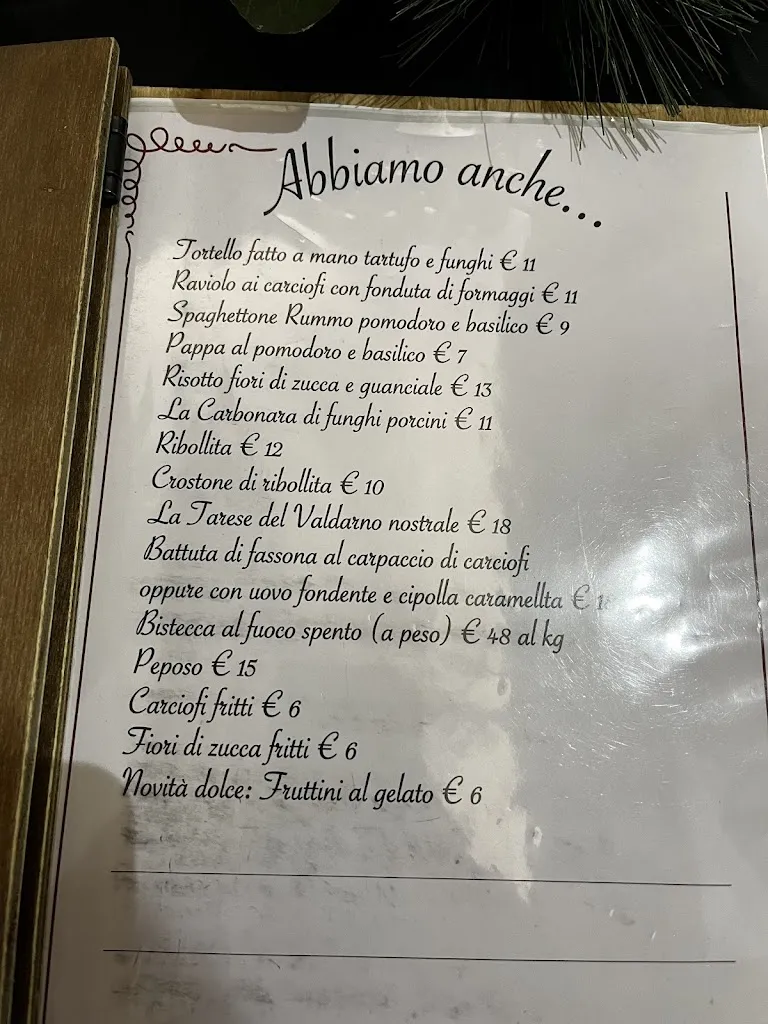 Abbiamo anche...
Tortello fatto a mano tartufo e funghi € 11
Raviolo ai carciofi con fonduta di formaggi € 11
Spaghettone Rummo pomodoro e basilico € 9
Pappa al pomodoro e basilico € 7
Risotto fiori di zucca e guanciale € 13
La Carbonara di funghi porcini € 11
Ribollita € 12
Crostone di ribollita € 10
La Tarese del Valdarno nostrale € 18
Battuta di fassona al carpaccio di carciofi
oppure con uovo fondente e cipolla caramellta €
Bistecca al fuoco spento (a peso) € 48 al kg
Peposo € 15
Carciofi fritti € 6
Fiori di zucca fritti € 6
Novità dolce: Fruttini al gelato € 6